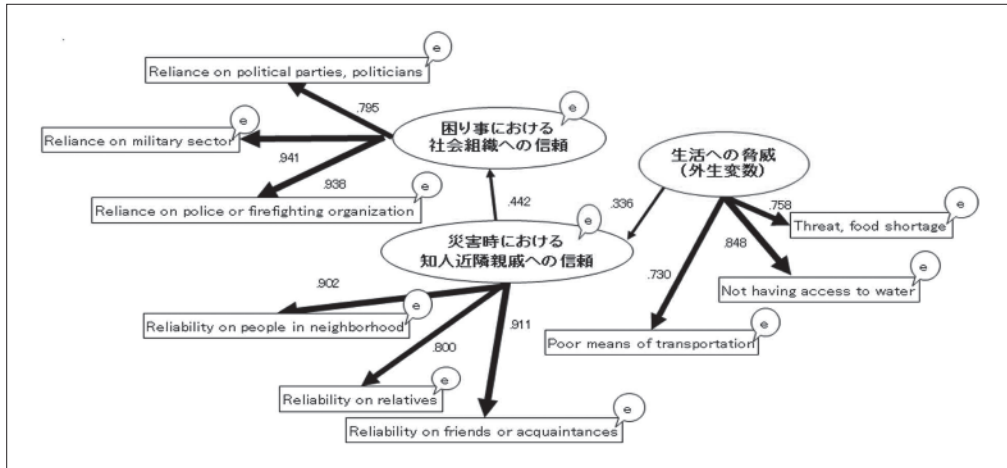 e
Reliance on political parties, politicians
.795
e
e
困り事における
社会組織への信頼
Reliance on military sector
.941
生活への脅威
(外生変数)
.938
e
Reliance on police or firefighting organization
.442
.336
.758
e
Threat, food shortage
e
災害時における
知人近隣親戚への信頼
.848
e
Not having access to water
.730
.902
e
Reliability on people in neighborhood
.911
e
Poor means of transportation
.800
e
Reliability on relatives
e
Reliability on friends or acquaintances